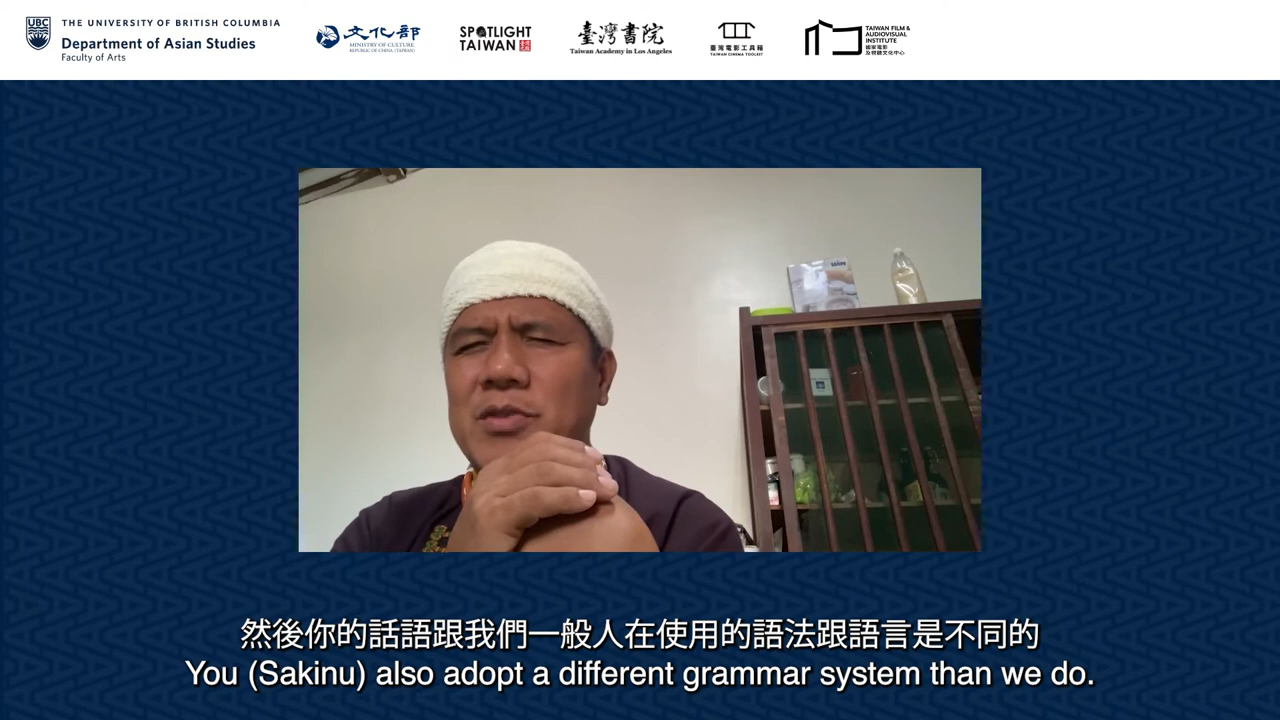 UBC
THE UNIVERSITY OF BRITISH COLUMBIA
Department of Asian Studies
Faculty of Arts
文化部
MINISTRY OF CULTURE
REPUBLIC OF CHINA (TAIWAN)
SPOTLIGHT
TAIWAN
臺灣書院
Taiwan Academy in Los Angeles
臺灣電影工具箱
TAIWAN CINEMA TOOLKIT
TAIWAN FILM &
AUDIOVISUAL
INSTITUTE
國家電影
及視聽文化中心
然後你的話語跟我們一般人在使用的語法跟語言是不同的
You (Sakinu) also adopt a different grammar system than we do.